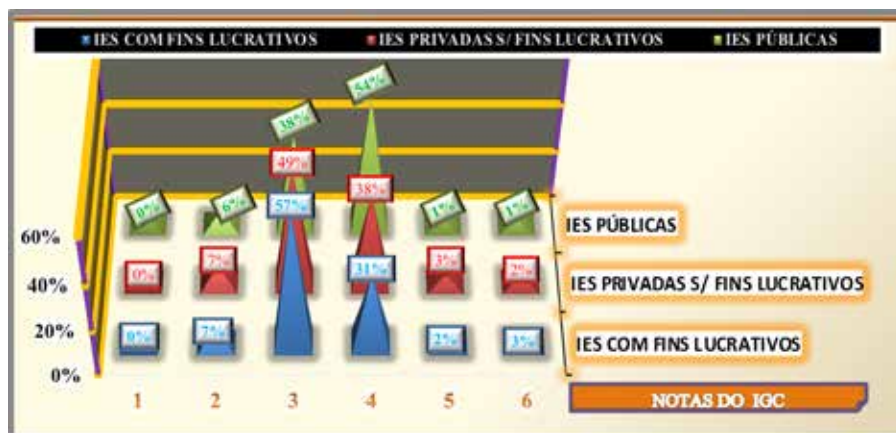 IES COM FINS LUCRATIVOS IES PRIVADAS S/ FINS LUCRATIVOS IES PÚBLICAS
54%
38%
49%
57%
38%
0% 6% 1% 1%
IES PÚBLICAS
60%
0% 7% 31% 3% 2%
40%
IES PRIVADAS S/ FINS LUCRATIVOS
20%
0% 7% 2% 3%
IES COM FINS LUCRATIVOS
0%
1 2 3 4 5 6 NOTAS DO IGC